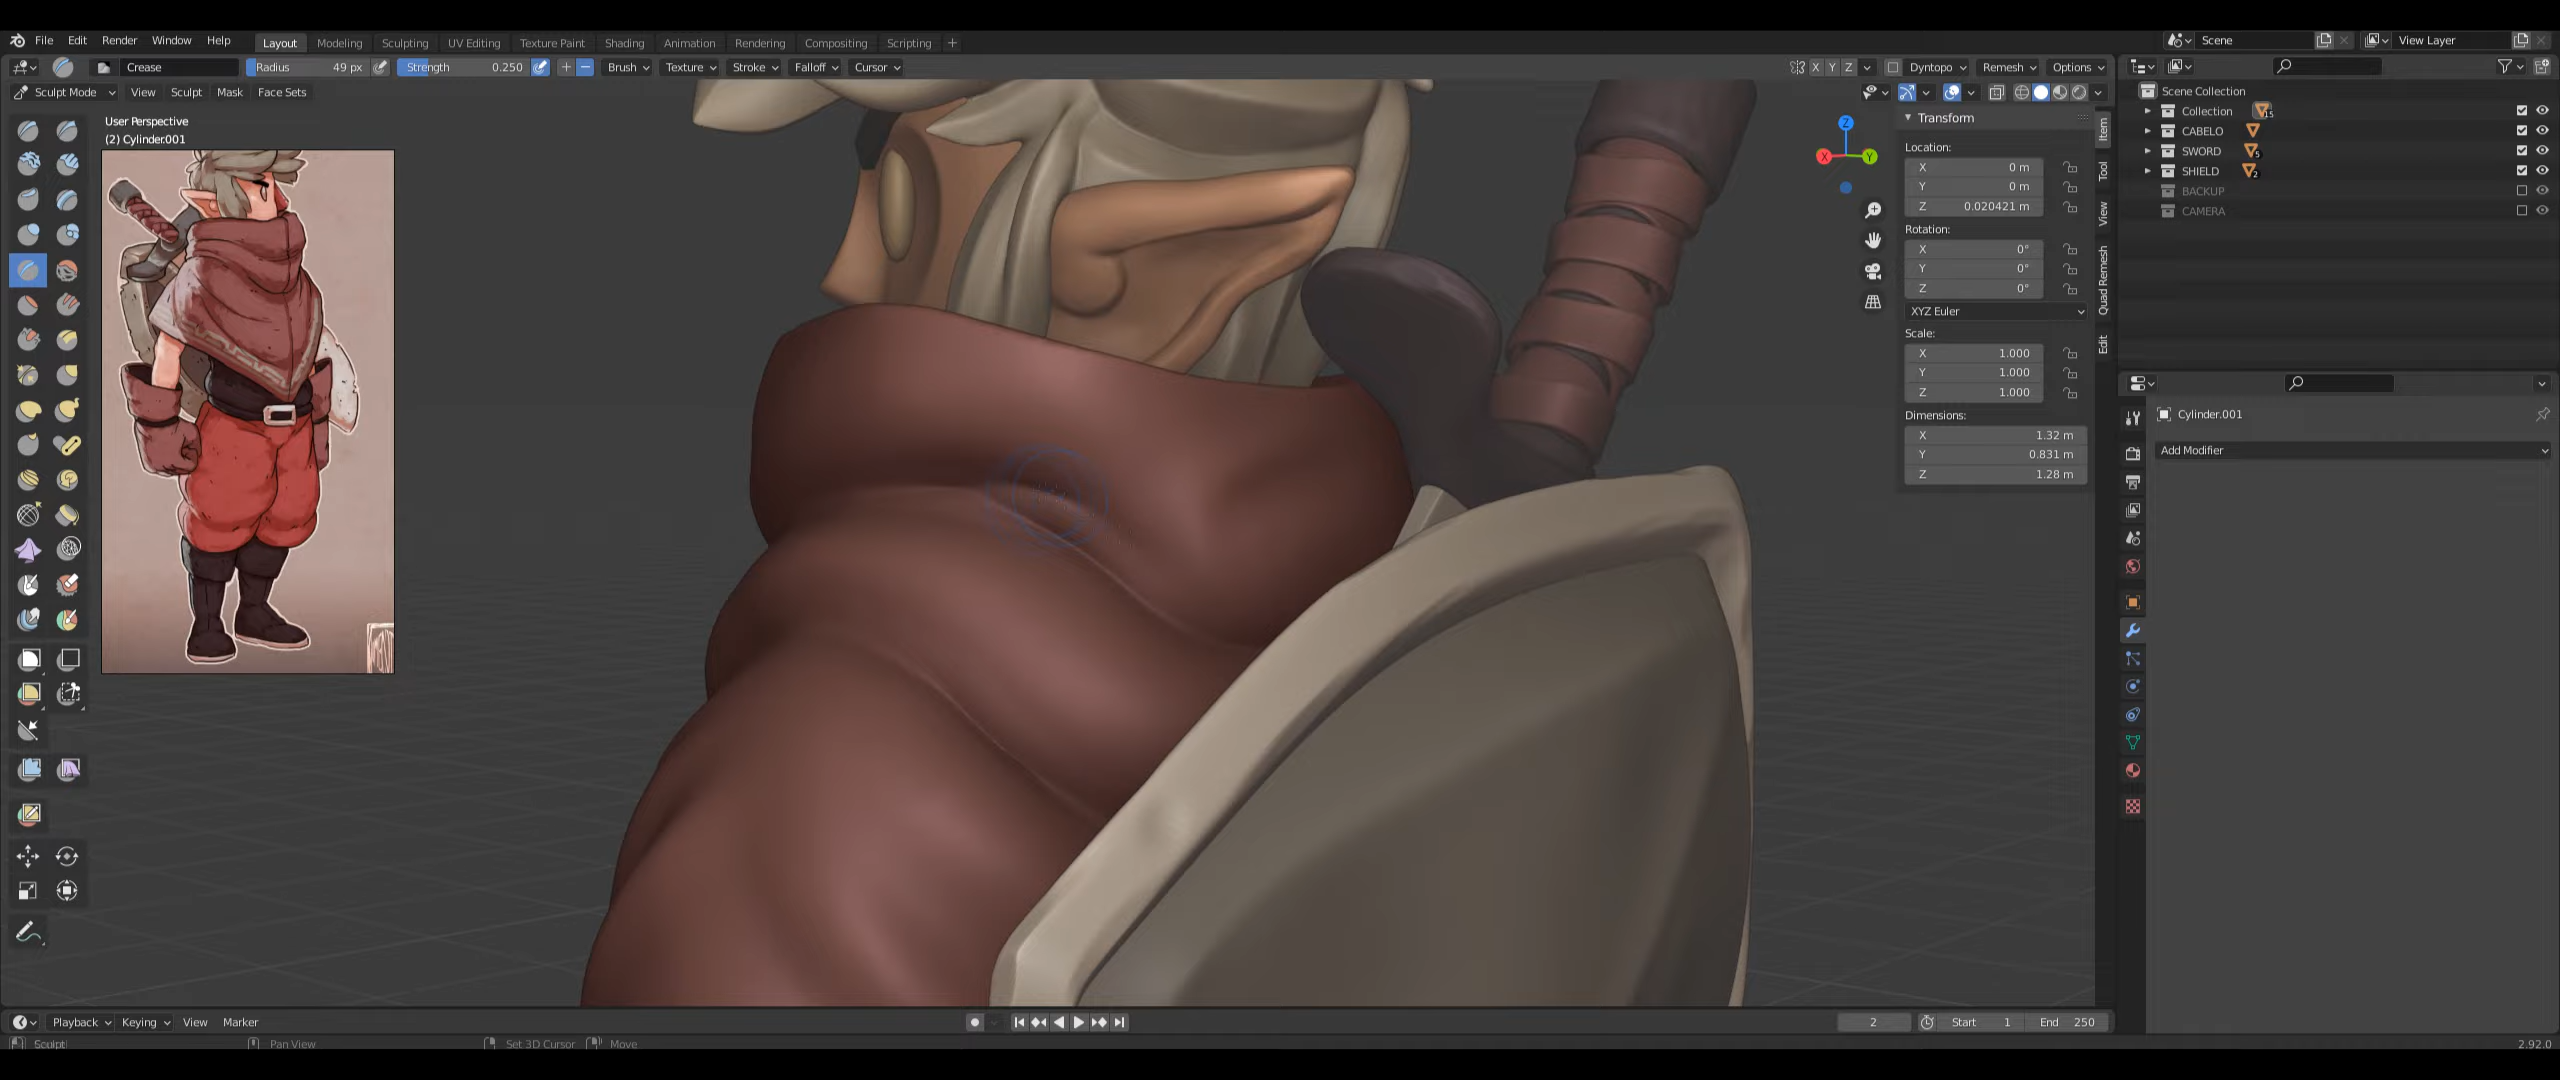 File Edit Render Window Help Layout Modeling Sculpting UV Editing Texture Paint Shading Animation Rendering Compositing Scripting + Scene View Layer
Crease Radius 49 px Strength 0.250 Brush Texture Stroke Falloff Cursor X Y Z Dyntopo Remesh Options
Sculpt Mode View Sculpt Mask Face Sets
User Perspective
(2) Cylinder.001
Transform
Location:
X 0 m
Y 0 m
Z 0.020421 m
Rotation:
X 0°
Y 0°
Z 0°
XYZ Euler
Scale:
X 1.000
Y 1.000
Z 1.000
Dimensions:
X 1.32 m
Y 0.831 m
Z 1.28 m
Item
Tool
View
Quad Remesh
Edit
Z
X
Y
Scene Collection
Collection 15
CABELO
SWORD 5
SHIELD 2
BACKUP
CAMERA
Cylinder.001
Add Modifier
Playback Keying View Marker 2 Start 1 End 250
Sculpt Pan View Set 3D Cursor Move 2.92.0